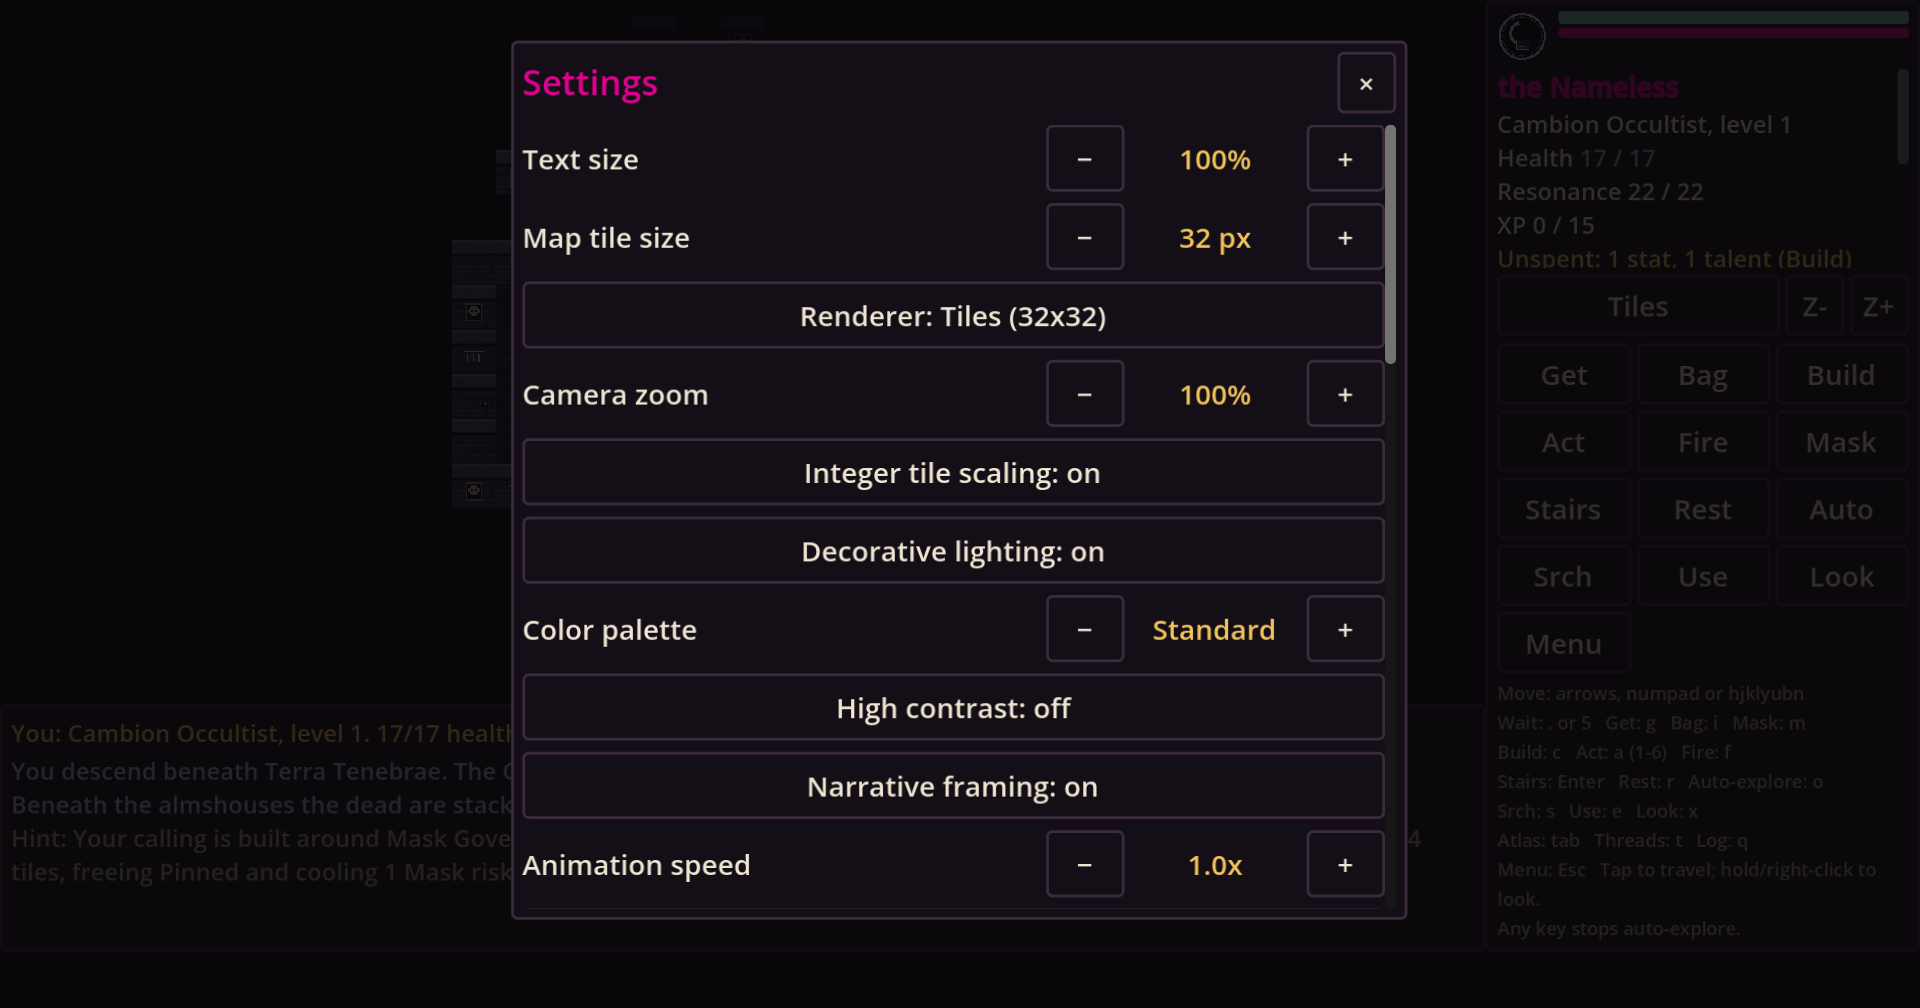 Settings
×
Text size − 100% +
Map tile size − 32 px +
Renderer: Tiles (32x32)
Camera zoom − 100% +
Integer tile scaling: on
Decorative lighting: on
Color palette − Standard +
High contrast: off
Narrative framing: on
Animation speed − 1.0x +
the Nameless
Cambion Occultist, level 1
Health 17 / 17
Resonance 22 / 22
XP 0 / 15
Unspent: 1 stat, 1 talent (Build)
Tiles Z- Z+
Get Bag Build
Act Fire Mask
Stairs Rest Auto
Srch Use Look
Menu
Move: arrows, numpad or hjklyubn
Wait: . or 5 Get: g Bag: i Mask: m
Build: c Act: a (1-6) Fire: f
Stairs: Enter Rest: r Auto-explore: o
Srch: s Use: e Look: x
Atlas: tab Threads: t Log: q
Menu: Esc Tap to travel; hold/right-click to
look.
Any key stops auto-explore.
You: Cambion Occultist, level 1. 17/17 health
You descend beneath Terra Tenebrae. The
Beneath the almshouses the dead are stack
Hint: Your calling is built around Mask Gove 4
tiles, freeing Pinned and cooling 1 Mask risk